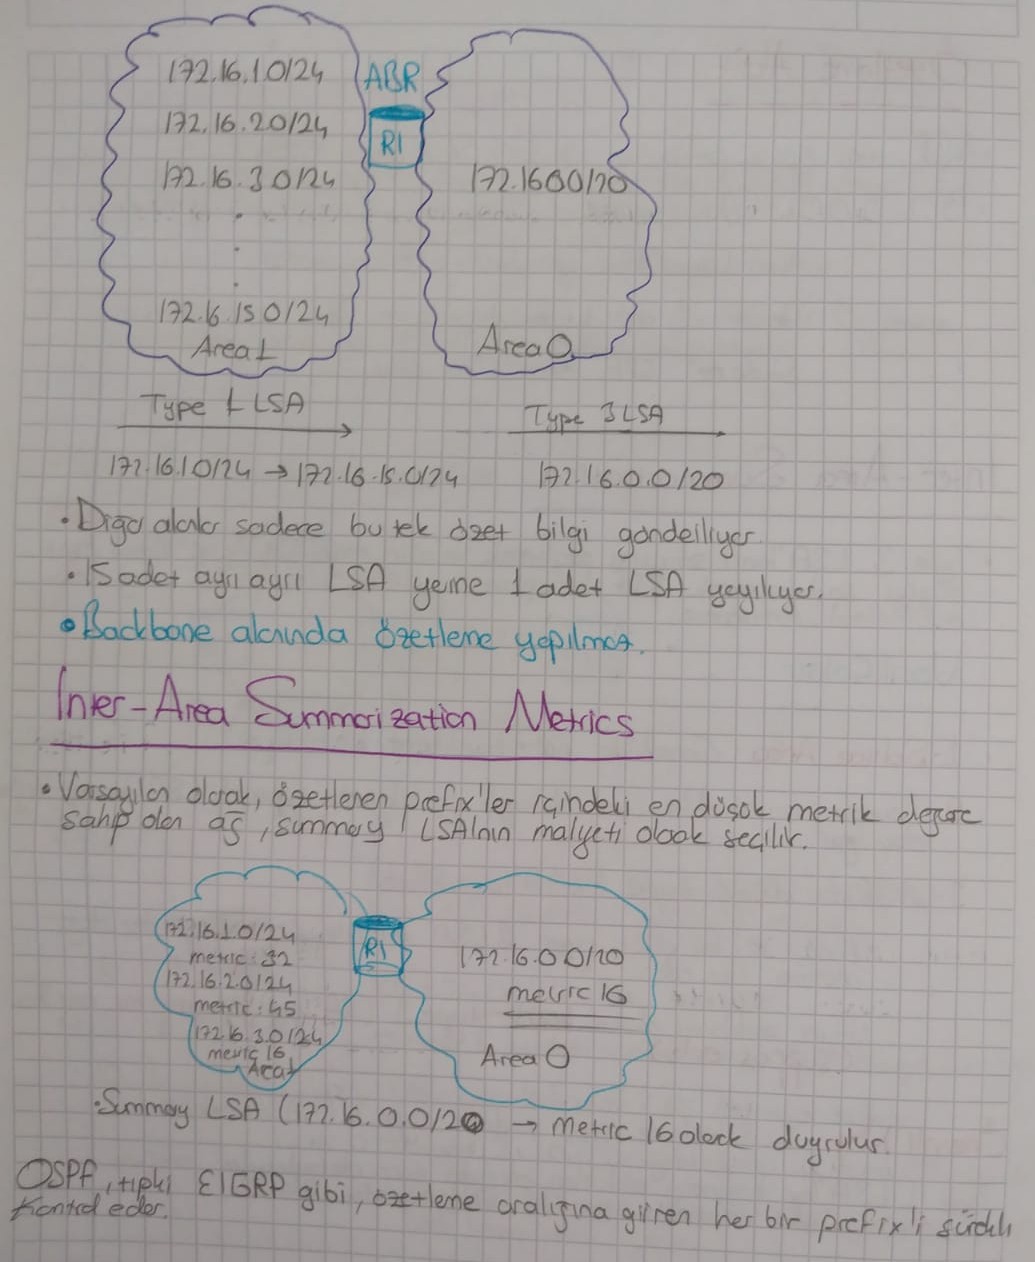 172.16.1.0/24
ABR
172.16.2.0/24
R1
172.16.3.0/24
172.16.0.0/20
.
.
.
172.16.15.0/24
Area 1
Area 0
Type 1 LSA
Type 3 LSA
172.16.1.0/24 → 172.16.15.0/24
172.16.0.0/20
• Diğer alanlar sadece bu tek özet bilgi gönderiliyor
• 15 adet ayrı ayrı LSA yerine 1 adet LSA yayılıyor.
• Backbone alanında özetleme yapılmaz.
Inter-Area Summarization Metrics
• Varsayılan olarak, özetlenen prefix'ler içindeki en düşük metrik değere
sahip olan ağ, summary LSA'nın maliyeti olarak seçilir.
172.16.1.0/24
metric: 32
172.16.2.0/24
metric: 45
172.16.3.0/24
metric 16
Area 1
R1
172.16.0.0/20
metric 16
Area 0
• Summary LSA (172.16.0.0/20 → Metric 16 olarak duyrulur.
OSPF, tıpkı EIGRP gibi, özetleme aralığına giren her bir prefix'i sürekli
Kontrol eder.